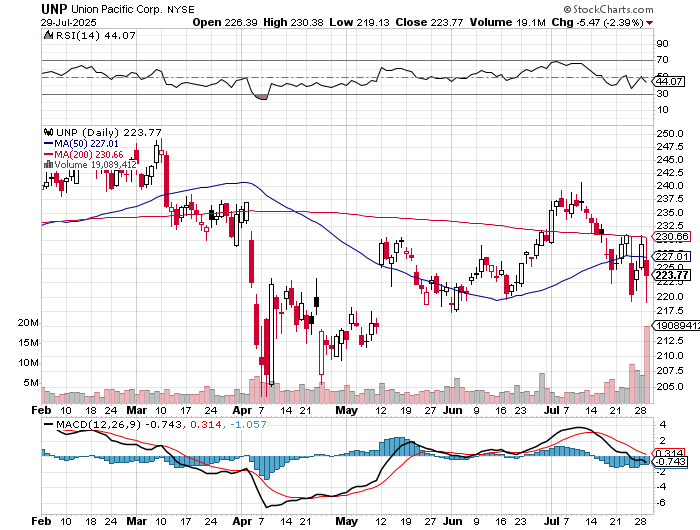 UNP Union Pacific Corp. NYSE © StockCharts.com
29-Jul-2025 Open 226.39 High 230.38 Low 219.13 Close 223.77 Volume 19.1M Chg -5.47 (-2.39%)
RSI(14) 44.07
90
70
50
44.07
30
10
UNP (Daily) 223.77
MA(50) 227.01
MA(200) 230.66
Volume 19,089,412
250.0
247.5
245.0
242.5
240.0
237.5
235.0
232.5
230.66
227.01
225.0
223.77
222.5
220.0
217.5
20M 19089412
15M 212.5
10M 210.0
207.5
5M 205.0
Feb 10 18 24 Mar 10 17 24 Apr 7 14 21 May 12 19 27 Jun 9 16 23 Jul 7 14 21 28
MACD(12,26,9) -0.743, 0.314, -1.057
4
2
0.314
-0.743
-2
-4
-6
Feb 10 18 24 Mar 10 17 24 Apr 7 14 21 May 12 19 27 Jun 9 16 23 Jul 7 14 21 28